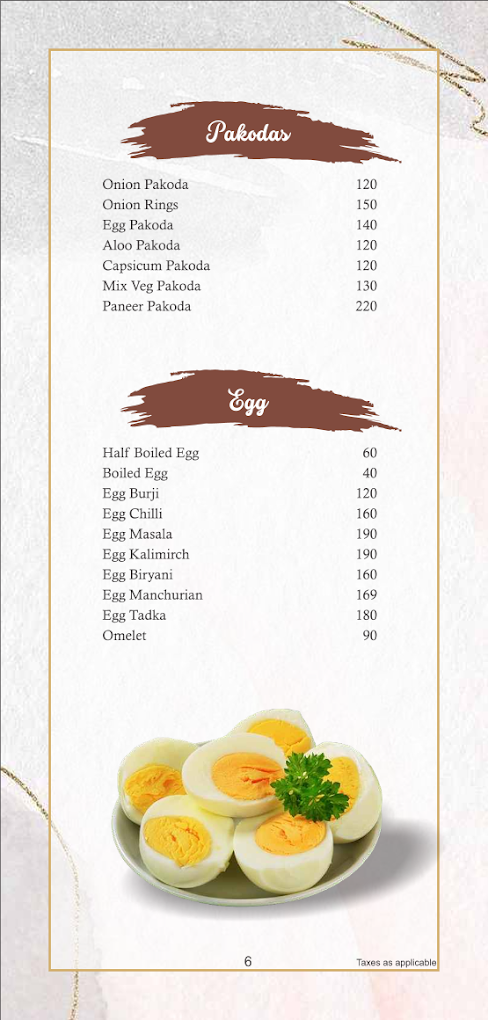 Pakodas
Onion Pakoda 120
Onion Rings 150
Egg Pakoda 140
Aloo Pakoda 120
Capsicum Pakoda 120
Mix Veg Pakoda 130
Paneer Pakoda 220
Egg
Half Boiled Egg 60
Boiled Egg 40
Egg Burji 120
Egg Chilli 160
Egg Masala 190
Egg Kalimirch 190
Egg Biryani 160
Egg Manchurian 169
Egg Tadka 180
Omelet 90
6
Taxes as applicable